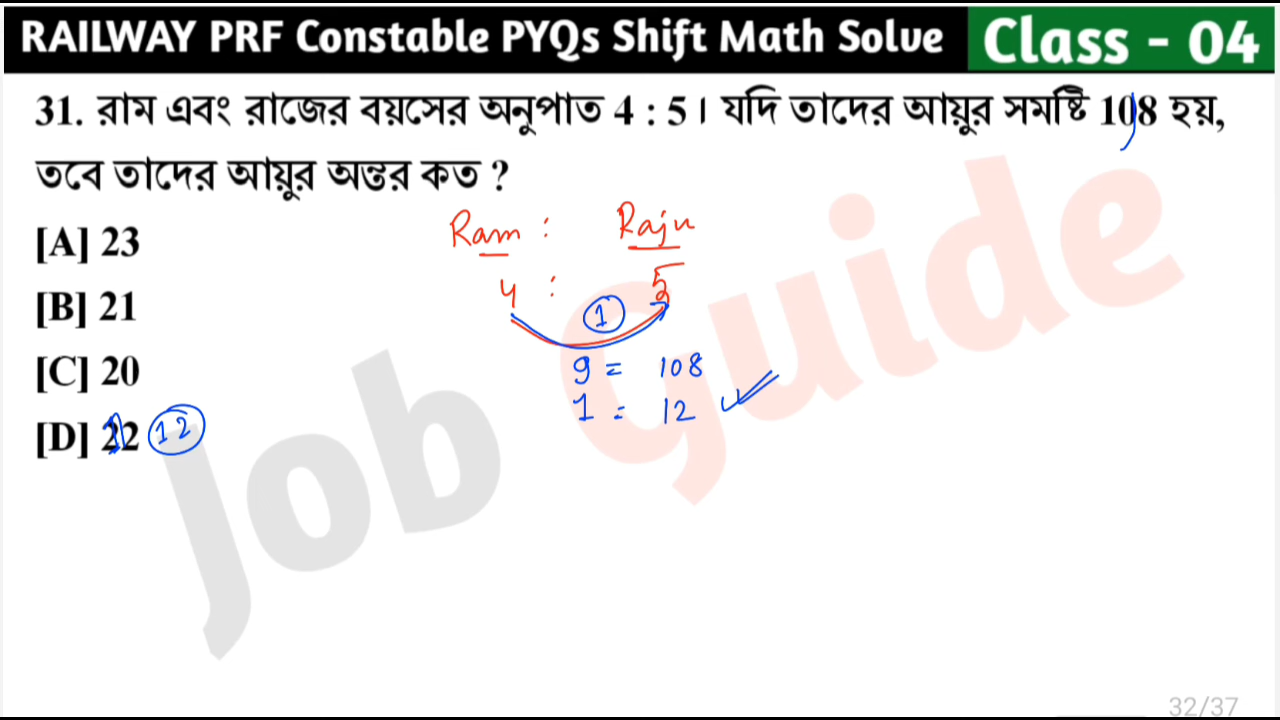 RAILWAY PRF Constable PYQs Shift Math Solve Class - 04
31. রাম এবং রাজের বয়সের অনুপাত 4 : 5। যদি তাদের আয়ুর সমষ্টি 108 হয়,
তবে তাদের আয়ুর অন্তর কত ?
[A] 23
Ram : Raju
4 : 5
[B] 21
1
[C] 20
9 = 108
1 = 12
[D] 22 12
Job Guide
32/37